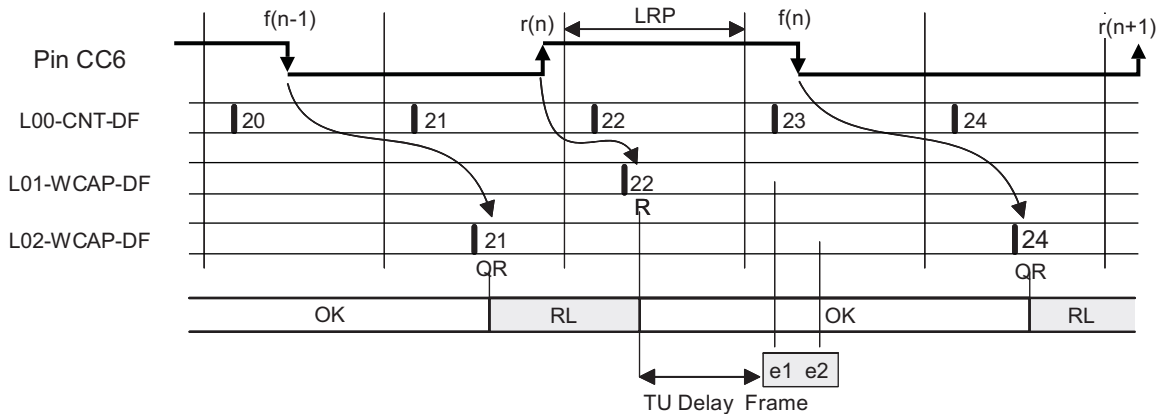 f(n-1) r(n) LRP f(n) r(n+1)
Pin CC6
L00-CNT-DF 20 21 22 23 24
L01-WCAP-DF 22
R
L02-WCAP-DF 21 24
QR QR
OK RL OK RL
e1 e2
TU Delay Frame